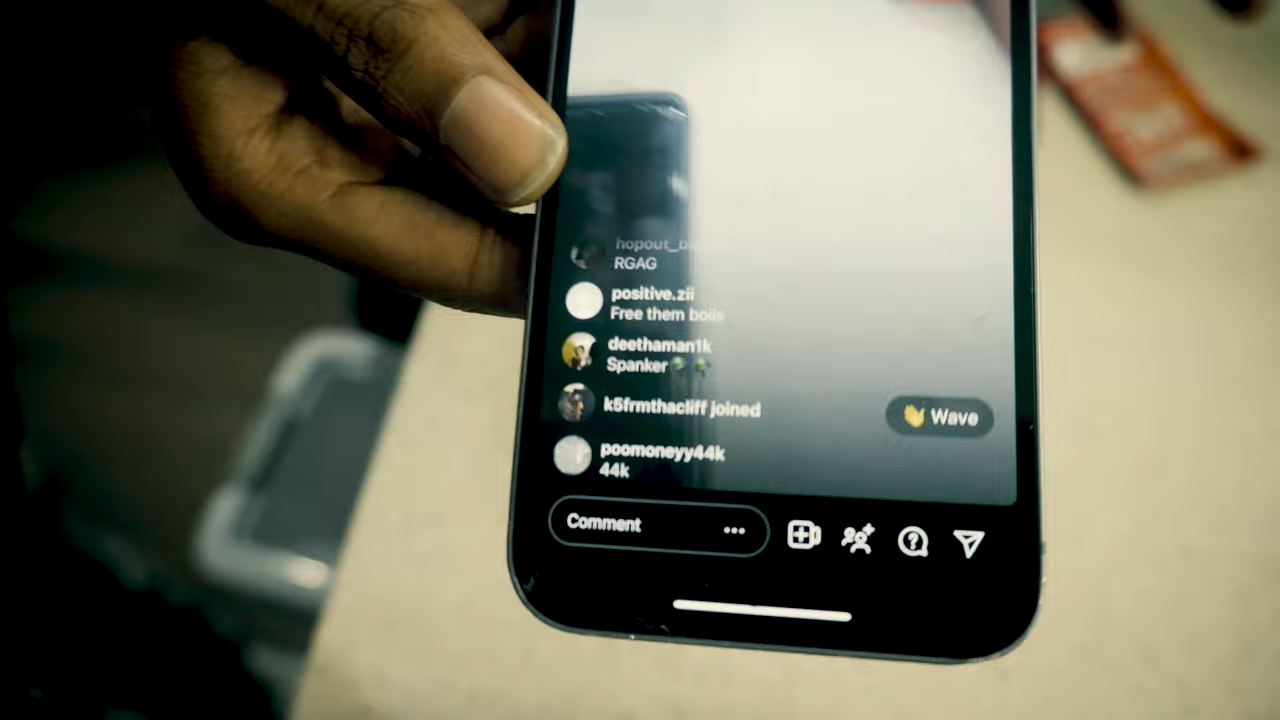 RGAG
positive.zii
Free them boiis
deethaman1k
Spanker
k5frmthacliff joined
👋 Wave
poomoneyy44k
44k
Comment